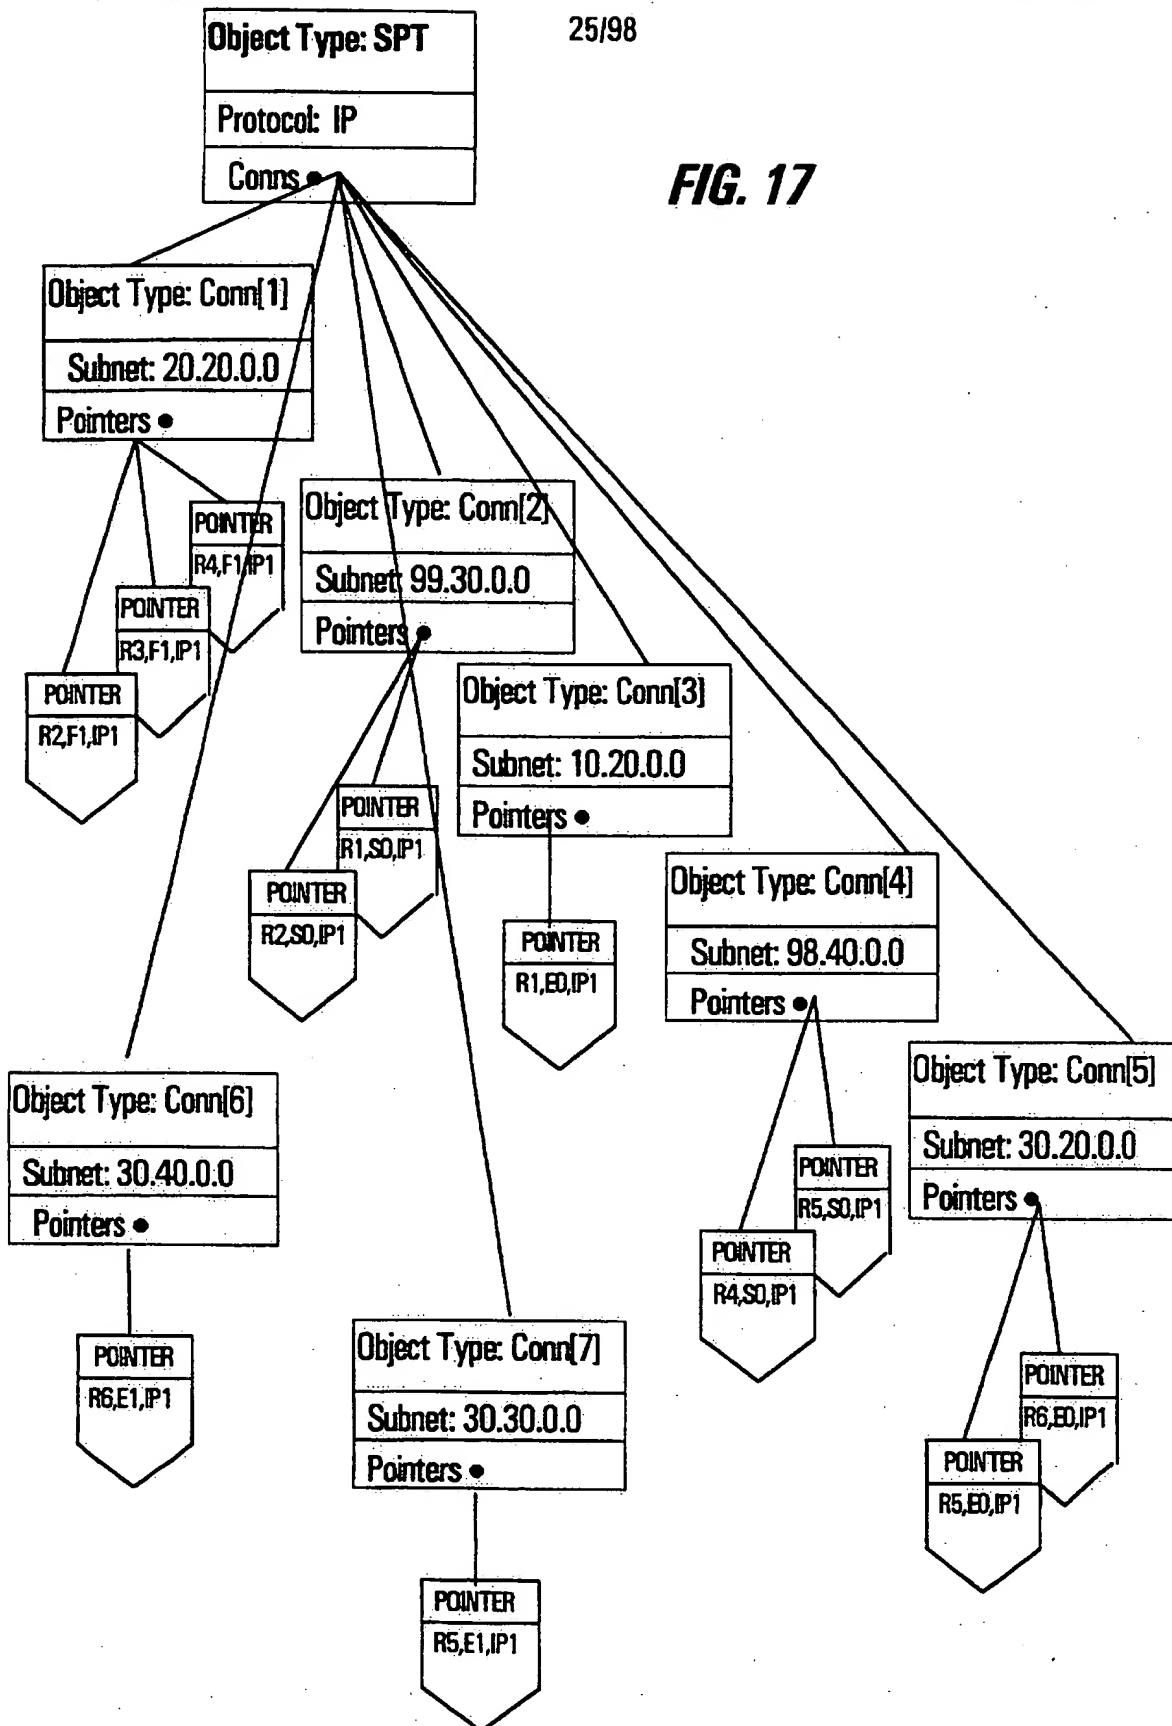 25/98
Object Type: SPT
Protocol: IP
Conns
FIG. 17
Object Type: Conn[1]
Subnet: 20.20.0.0
Pointers
POINTER
R4,F1,IP1
POINTER
R3,F1,IP1
POINTER
R2,F1,IP1
Object Type: Conn[2]
Subnet: 99.30.0.0
Pointers
POINTER
R1,S0,IP1
POINTER
R2,S0,IP1
Object Type: Conn[3]
Subnet: 10.20.0.0
Pointers
POINTER
R1,E0,IP1
Object Type: Conn[4]
Subnet: 98.40.0.0
Pointers
POINTER
R5,S0,IP1
POINTER
R4,S0,IP1
Object Type: Conn[5]
Subnet: 30.20.0.0
Pointers
POINTER
R6,E0,IP1
POINTER
R5,E0,IP1
Object Type: Conn[6]
Subnet: 30.40.0.0
Pointers
POINTER
R6,E1,IP1
Object Type: Conn[7]
Subnet: 30.30.0.0
Pointers
POINTER
R5,E1,IP1